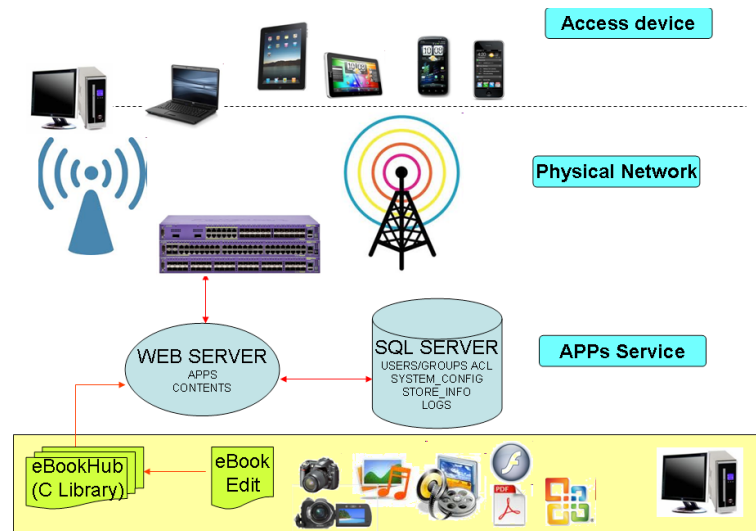 Access device
Physical Network
WEB SERVER
APPS
CONTENTS
SQL SERVER
USERS/GROUPS ACL
SYSTEM_CONFIG
STORE_INFO
LOGS
APPs Service
eBookHub
(C Library)
eBook
Edit
PDF